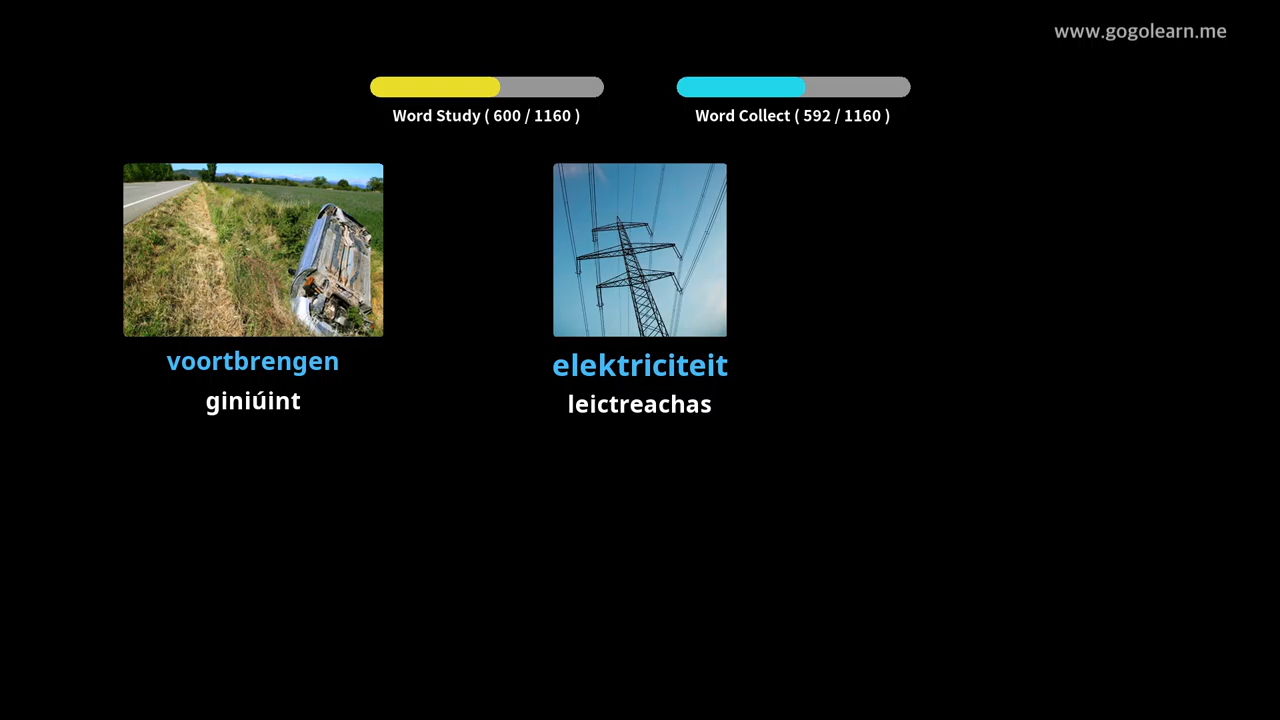 www.gogolearn.me
Word Study ( 600 / 1160 )
Word Collect ( 592 / 1160 )
voortbrengen
giniúint
elektriciteit
leictreachas